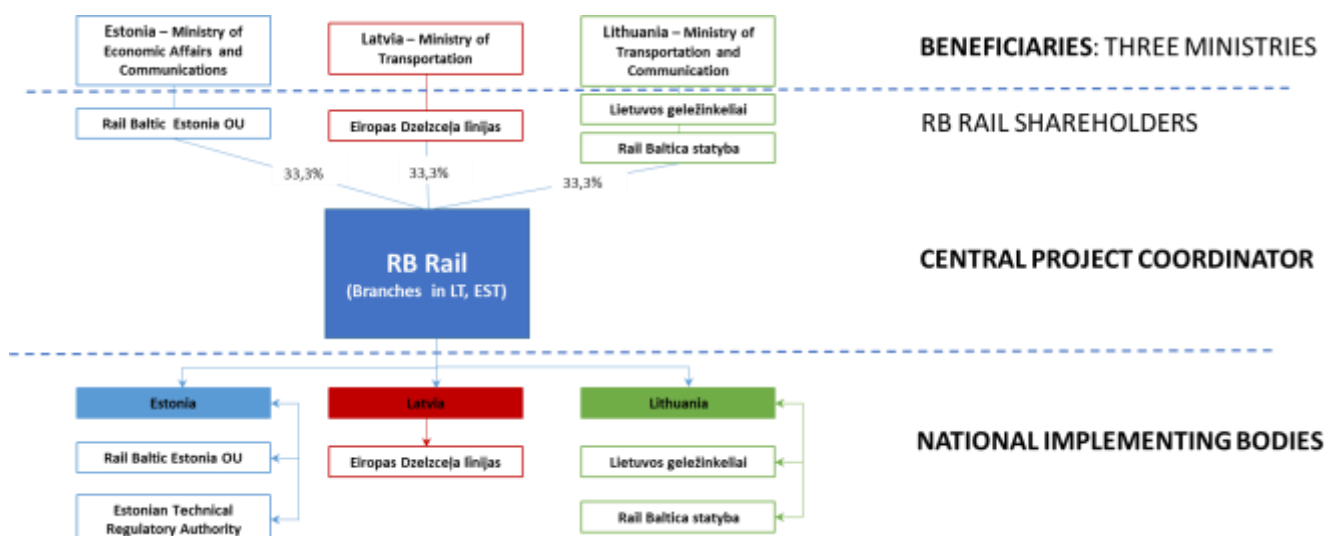 Estonia – Ministry of
Economic Affairs and
Communications
Latvia – Ministry of
Transportation
Lithuania – Ministry of
Transportation and
Communication
BENEFICIARIES: THREE MINISTRIES
Rail Baltic Estonia OU
Eiropas Dzelzceļa līnijas
Lietuvos geležinkeliai
Rail Baltica statyba
RB RAIL SHAREHOLDERS
33,3%
33,3%
33,3%
RB Rail
(Branches in LT, EST)
CENTRAL PROJECT COORDINATOR
Estonia
Latvia
Lithuania
Rail Baltic Estonia OU
Eiropas Dzelzceļa līnijas
Lietuvos geležinkeliai
NATIONAL IMPLEMENTING BODIES
Estonian Technical
Regulatory Authority
Rail Baltica statyba